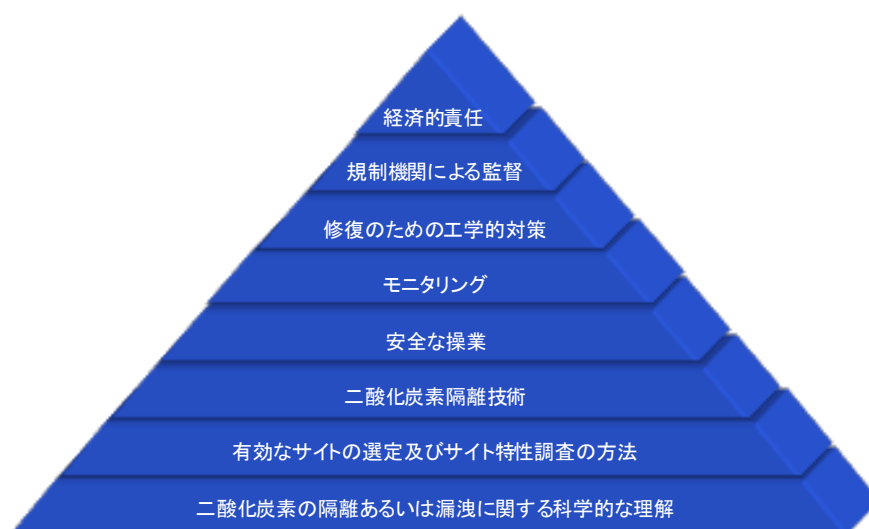 経済的責任
規制機関による監督
修復のための工学的対策
モニタリング
安全な操業
二酸化炭素隔離技術
有効なサイトの選定及びサイト特性調査の方法
二酸化炭素の隔離あるいは漏洩に関する科学的な理解